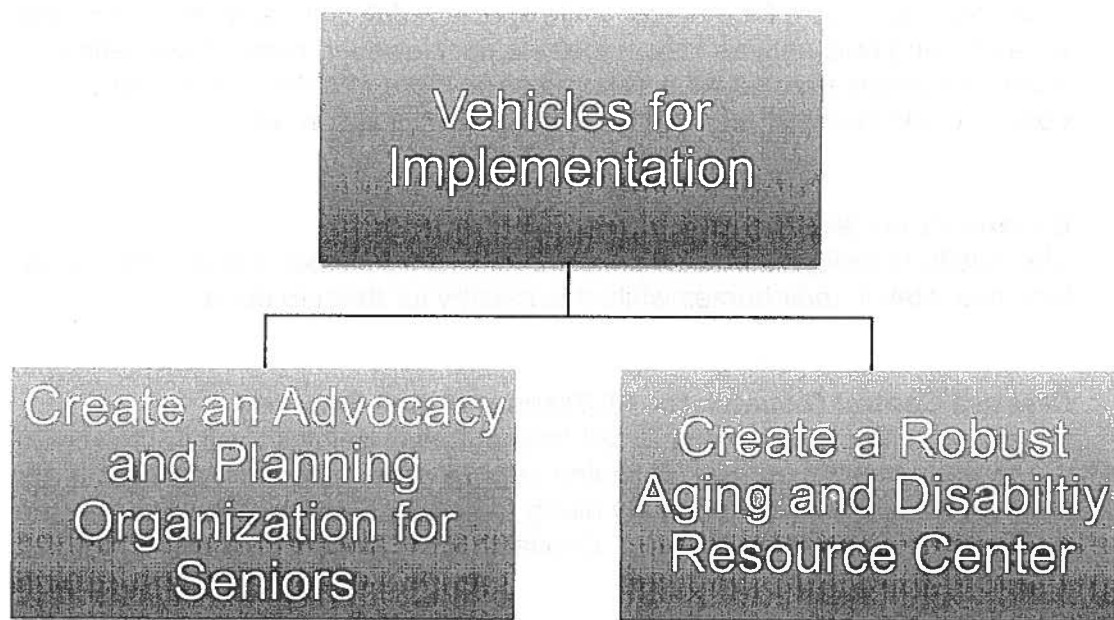 Vehicles for
Implementation
Create an Advocacy
and Planning
Organization for
Seniors
Create a Robust
Aging and Disabiltiy
Resource Center